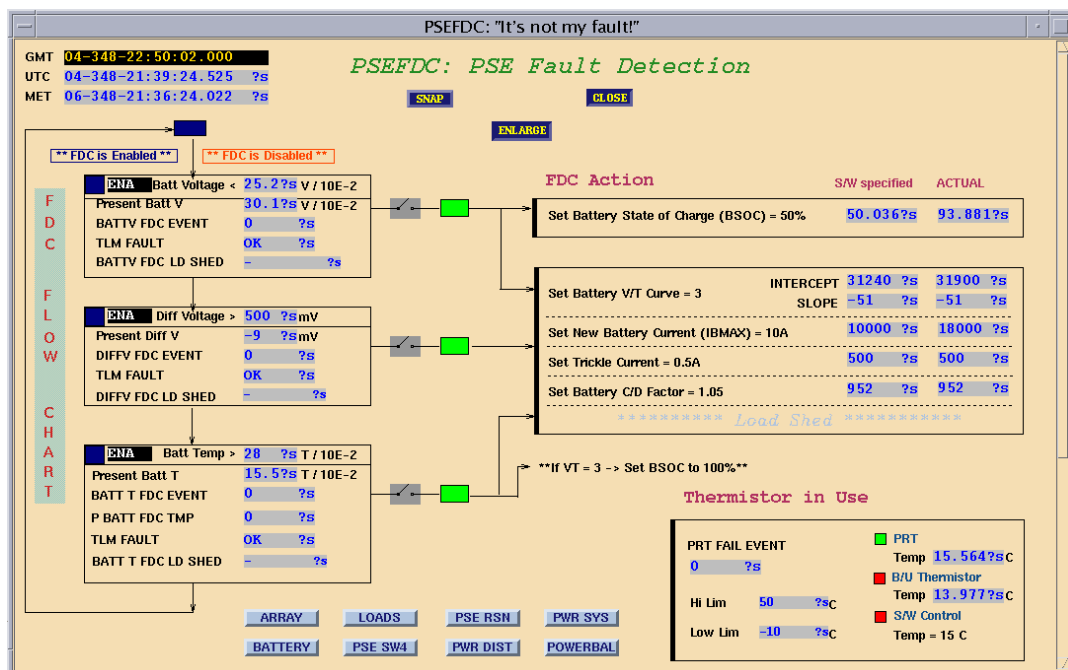 PSEFDC: "It's not my fault!"
GMT 04-348-22:50:02.000
UTC 04-348-21:39:24.525 ?s
MET 06-348-21:36:24.022 ?s
PSEFDC: PSE Fault Detection
SNAP CLOSE
ENLARGE
** FDC is Enabled ** ** FDC is Disabled **
FDC FLOW CHART
ENA Batt Voltage < 25.2?s V / 10E-2
Present Batt V 30.1?s V / 10E-2
BATTV FDC EVENT 0 ?s
TLM FAULT OK ?s
BATTV FDC LD SHED - ?s
ENA Diff Voltage > 500 ?s mV
Present Diff V -9 ?s mV
DIFFV FDC EVENT 0 ?s
TLM FAULT OK ?s
DIFFV FDC LD SHED - ?s
ENA Batt Temp > 28 ?s T / 10E-2
Present Batt T 15.5?s T / 10E-2
BATT T FDC EVENT 0 ?s
P BATT FDC TMP 0 ?s
TLM FAULT OK ?s
BATT T FDC LD SHED - ?s
FDC Action S/W specified ACTUAL
Set Battery State of Charge (BSOC) = 50% 50.036?s 93.881?s
Set Battery V/T Curve = 3
INTERCEPT 31240 ?s 31900 ?s
SLOPE -51 ?s -51 ?s
Set New Battery Current (IBMAX) = 10A 10000 ?s 18000 ?s
Set Trickle Current = 0.5A 500 ?s 500 ?s
Set Battery C/D Factor = 1.05 952 ?s 952 ?s
********** Load Shed ***********
**If VT = 3 -> Set BSOC to 100%**
Thermistor in Use
PRT FAIL EVENT
0 ?s
Hi Lim 50 ?s C
Low Lim -10 ?s C
PRT
Temp 15.564?s C
B/U Thermistor
Temp 13.977?s C
S/W Control
Temp = 15 C
ARRAY LOADS PSE RSN PWR SYS
BATTERY PSE SW4 PWR DIST POWERBAL